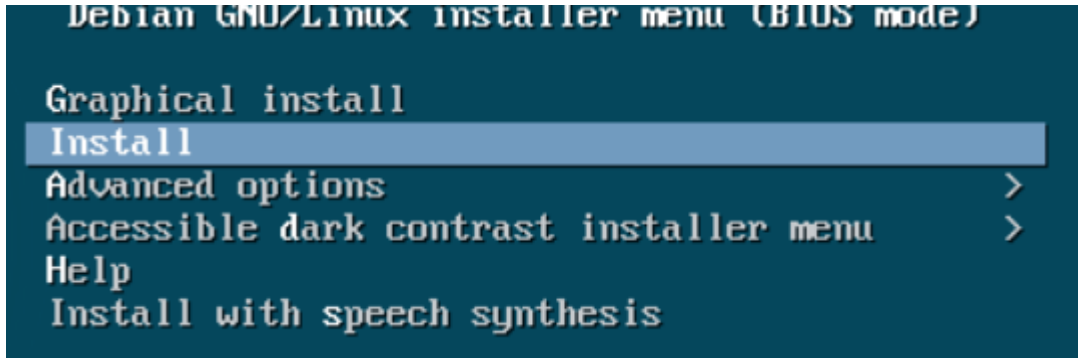 Debian GNU/Linux installer menu (BIOS mode)
Graphical install
Install
Advanced options >
Accessible dark contrast installer menu >
Help
Install with speech synthesis